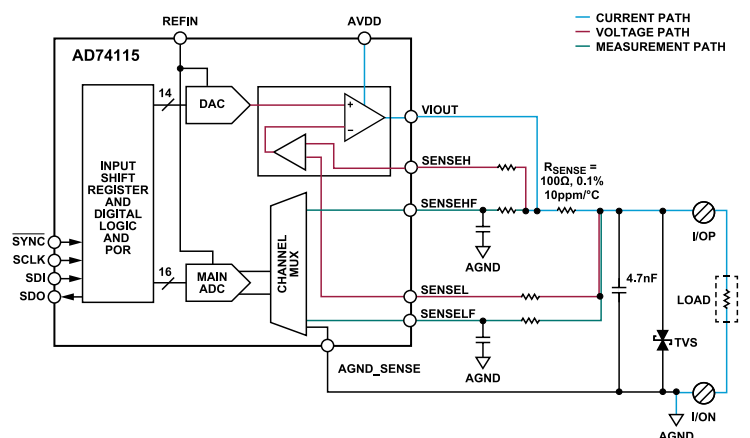 REFIN
AVDD
CURRENT PATH
VOLTAGE PATH
MEASUREMENT PATH
AD74115
14
DAC
+
−
VIOUT
SENSEH
RSENSE =
100Ω, 0.1%
10ppm/°C
INPUT
SHIFT
REGISTER
AND
DIGITAL
LOGIC
AND
POR
SENSEHF
AGND
I/OP
SYNC
SCLK
SDI
SDO
16
MAIN
ADC
CHANNEL
MUX
SENSEL
SENSELF
4.7nF
LOAD
TVS
AGND
AGND_SENSE
I/ON
AGND